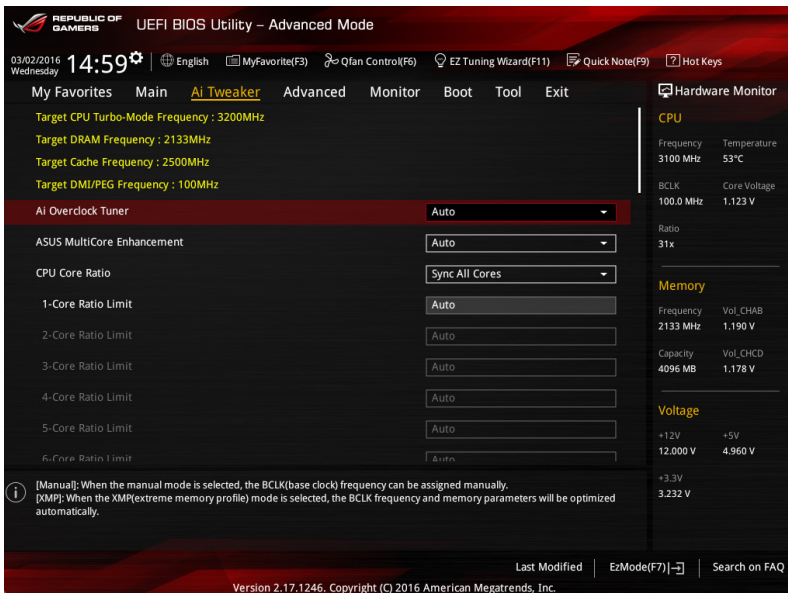 REPUBLIC OF
GAMERS
UEFI BIOS Utility – Advanced Mode
03/02/2016
Wednesday
14:59
English
MyFavorite(F3)
Qfan Control(F6)
EZ Tuning Wizard(F11)
Quick Note(F9)
? Hot Keys
My Favorites
Main
Ai Tweaker
Advanced
Monitor
Boot
Tool
Exit
Target CPU Turbo-Mode Frequency : 3200MHz
Target DRAM Frequency : 2133MHz
Target Cache Frequency : 2500MHz
Target DMI/PEG Frequency : 100MHz
Ai Overclock Tuner Auto
ASUS MultiCore Enhancement Auto
CPU Core Ratio Sync All Cores
1-Core Ratio Limit Auto
2-Core Ratio Limit Auto
3-Core Ratio Limit Auto
4-Core Ratio Limit Auto
5-Core Ratio Limit Auto
6-Core Ratio Limit Auto
i
[Manual]: When the manual mode is selected, the BCLK(base clock) frequency can be assigned manually.
[XMP]: When the XMP(extreme memory profile) mode is selected, the BCLK frequency and memory parameters will be optimized
automatically.
Hardware Monitor
CPU
Frequency Temperature
3100 MHz 53°C
BCLK Core Voltage
100.0 MHz 1.123 V
Ratio
31x
Memory
Frequency Vol_CHAB
2133 MHz 1.190 V
Capacity Vol_CHCD
4096 MB 1.178 V
Voltage
+12V +5V
12.000 V 4.960 V
+3.3V
3.232 V
Last Modified
EzMode(F7)
Search on FAQ
Version 2.17.1246. Copyright (C) 2016 American Megatrends, Inc.